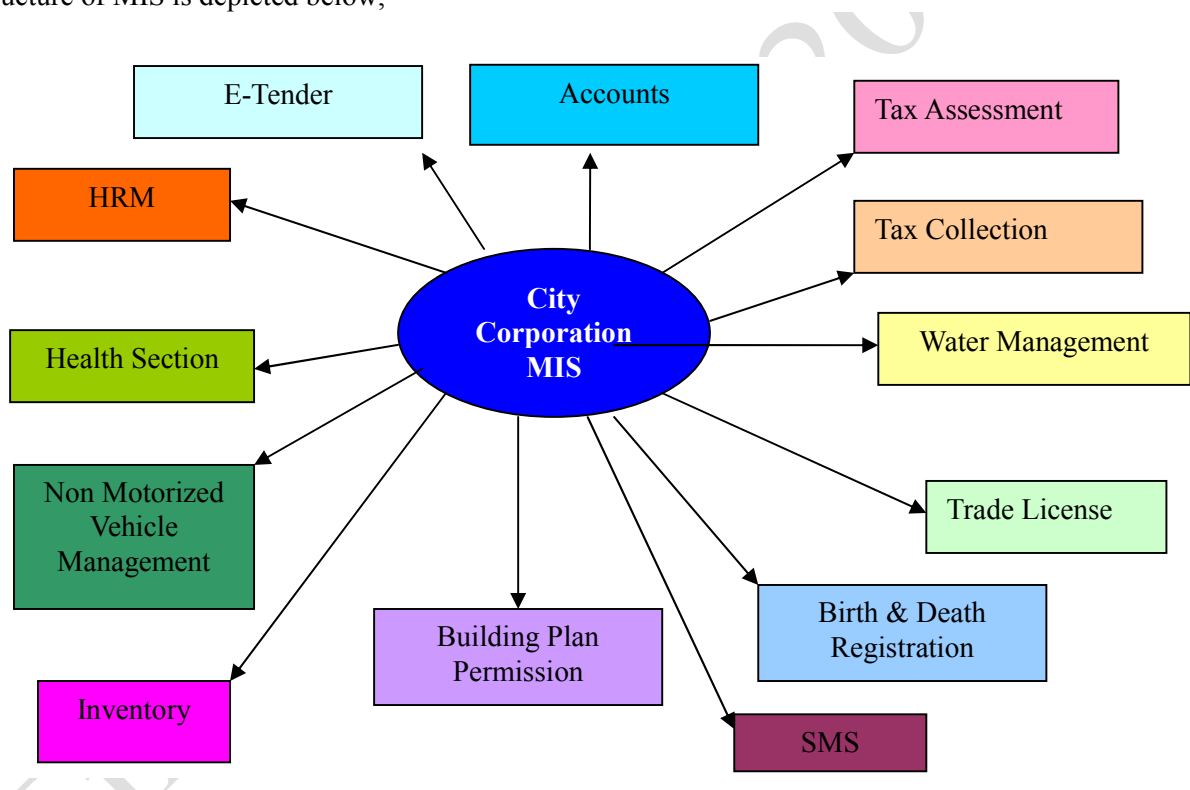 ucture of MIS is depicted below;
E-Tender
Accounts
Tax Assessment
HRM
Tax Collection
City
Corporation
MIS
Water Management
Health Section
Non Motorized
Vehicle
Management
Trade License
Building Plan
Permission
Birth & Death
Registration
Inventory
SMS